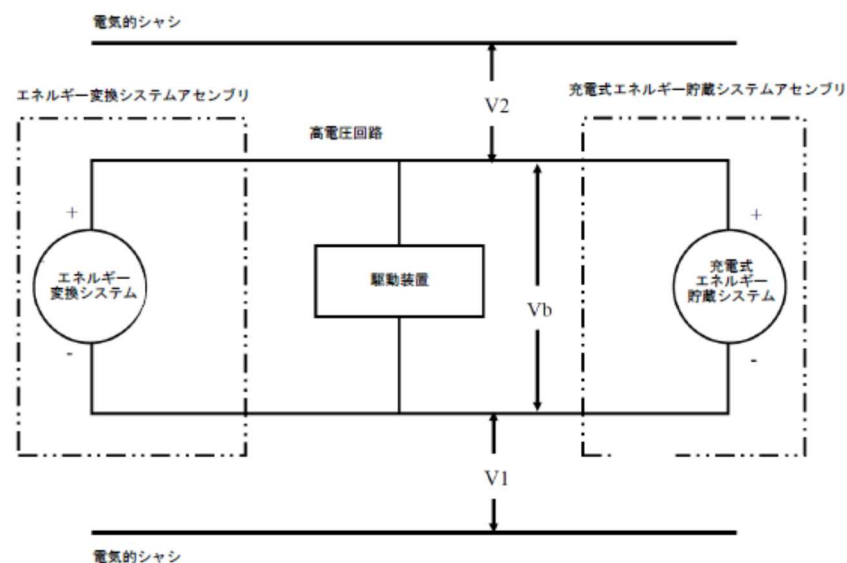 電気的シャシ
エネルギー変換システムアセンブリ
充電式エネルギー貯蔵システムアセンブリ
V2
高電圧回路
+
+
エネルギー
変換システム
駆動装置
充電式
エネルギー
貯蔵システム
Vb
-
-
V1
電気的シャシ